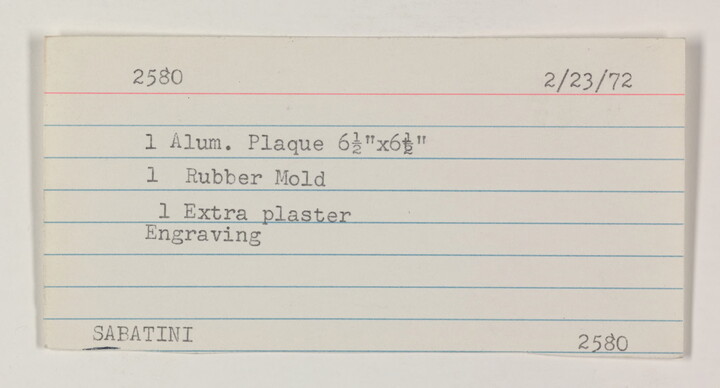 2580 2/23/72
1 Alum. Plaque 6½"x6½"
1 Rubber Mold
1 Extra plaster
Engraving
SABATINI 2580